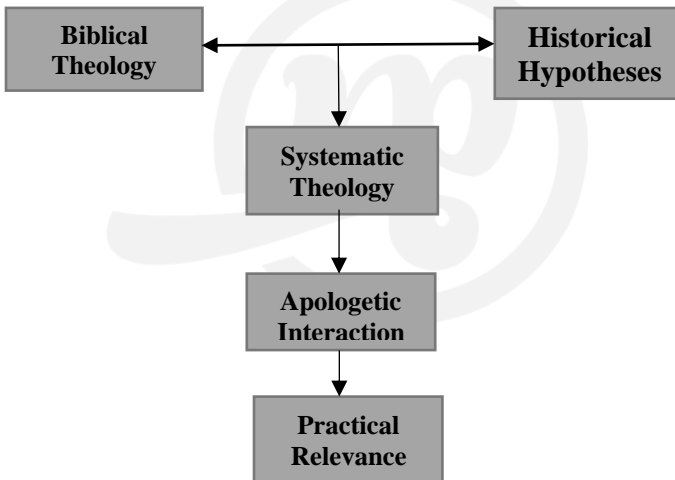 Biblical
Theology
Historical
Hypotheses
Systematic
Theology
Apologetic
Interaction
Practical
Relevance